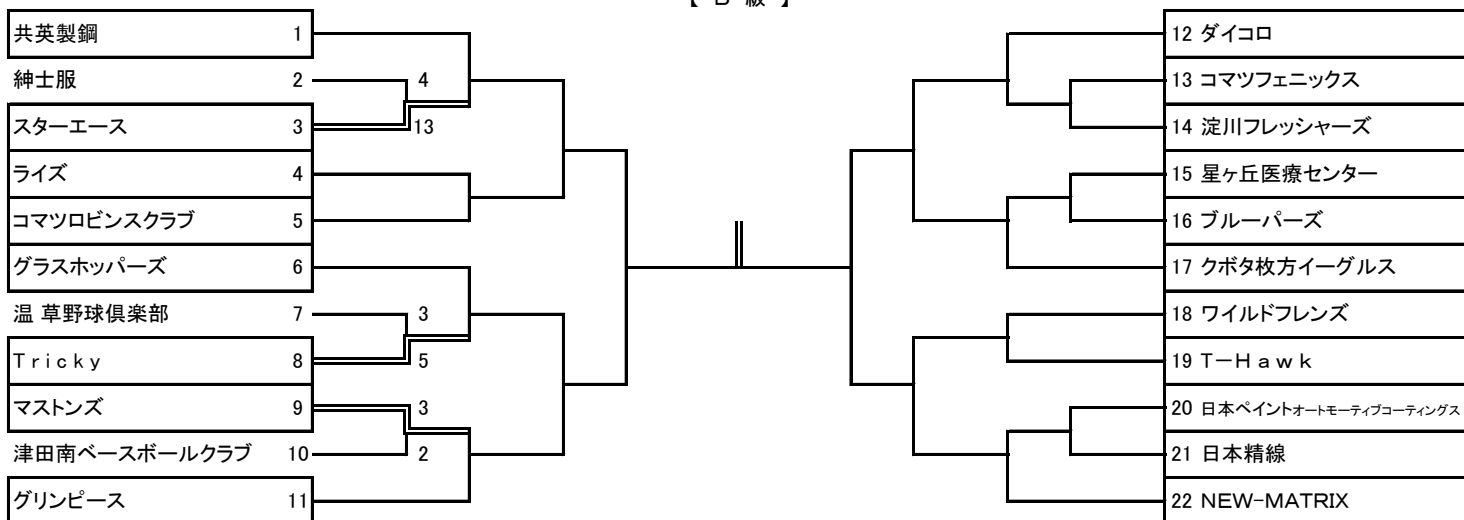 【 B 級 】
共英製鋼 1
紳士服 2
4
スターエース 3
13
ライズ 4
コマツロビンスクラブ 5
グラスホッパーズ 6
温 草野球倶楽部 7
3
Ｔｒｉｃｋｙ 8
5
マストンズ 9
3
津田南ベースボールクラブ 10
2
グリンピース 11
12 ダイコロ
13 コマツフェニックス
14 淀川フレッシャーズ
15 星ヶ丘医療センター
16 ブルーパーズ
17 クボタ枚方イーグルス
18 ワイルドフレンズ
19 Ｔ－Ｈａｗｋ
20 日本ペイントオートモーティブコーティングス
21 日本精線
22 NEW-MATRIX